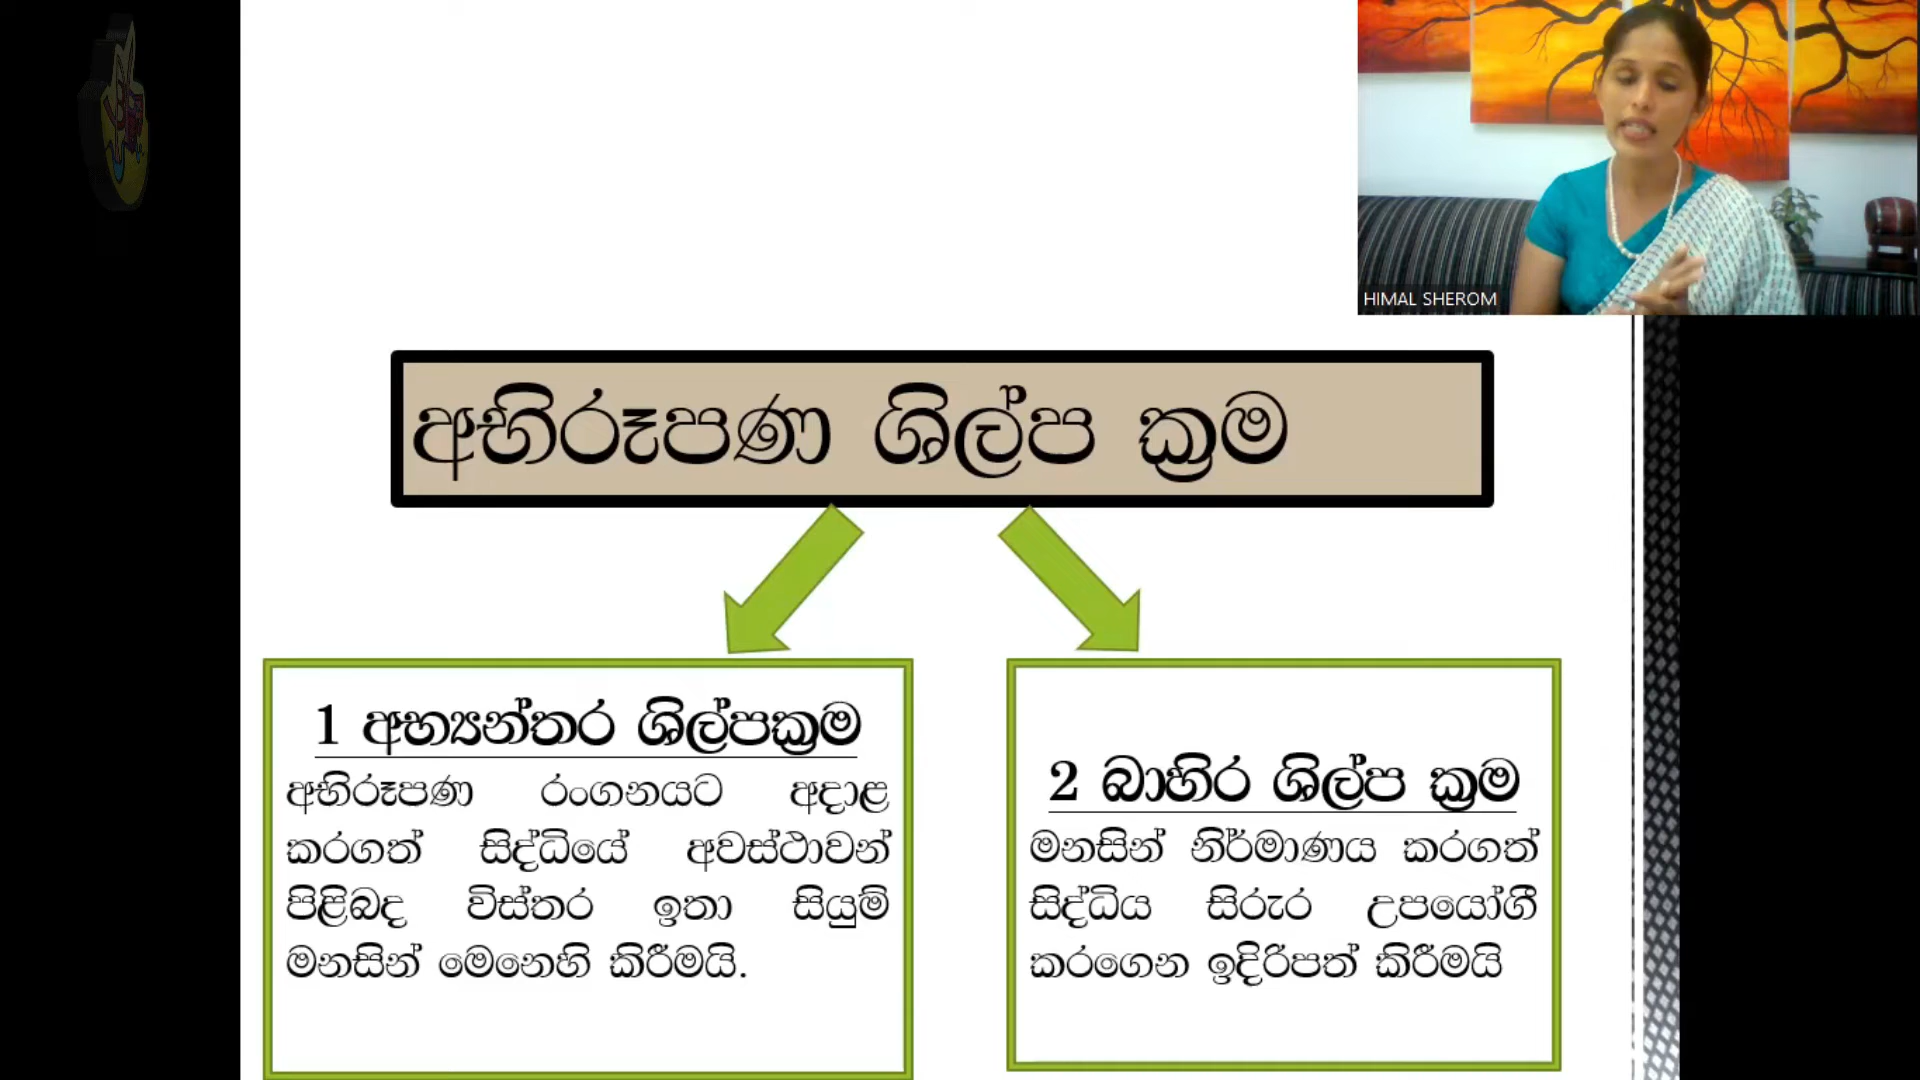 HIMAL SHEROM
අභිරූපණ ශිල්ප ක්‍රම
1 අභ්‍යන්තර ශිල්පක්‍රම
අභිරූපණ රංගනයට අදාළ
කරගත් සිද්ධියේ අවස්ථාවන්
පිළිබද විස්තර ඉතා සියුම්
මනසින් මෙනෙහි කිරීමයි.
2 බාහිර ශිල්ප ක්‍රම
මනසින් නිර්මාණය කරගත්
සිද්ධිය සිරුර උපයෝගී
කරගෙන ඉදිරිපත් කිරීමයි